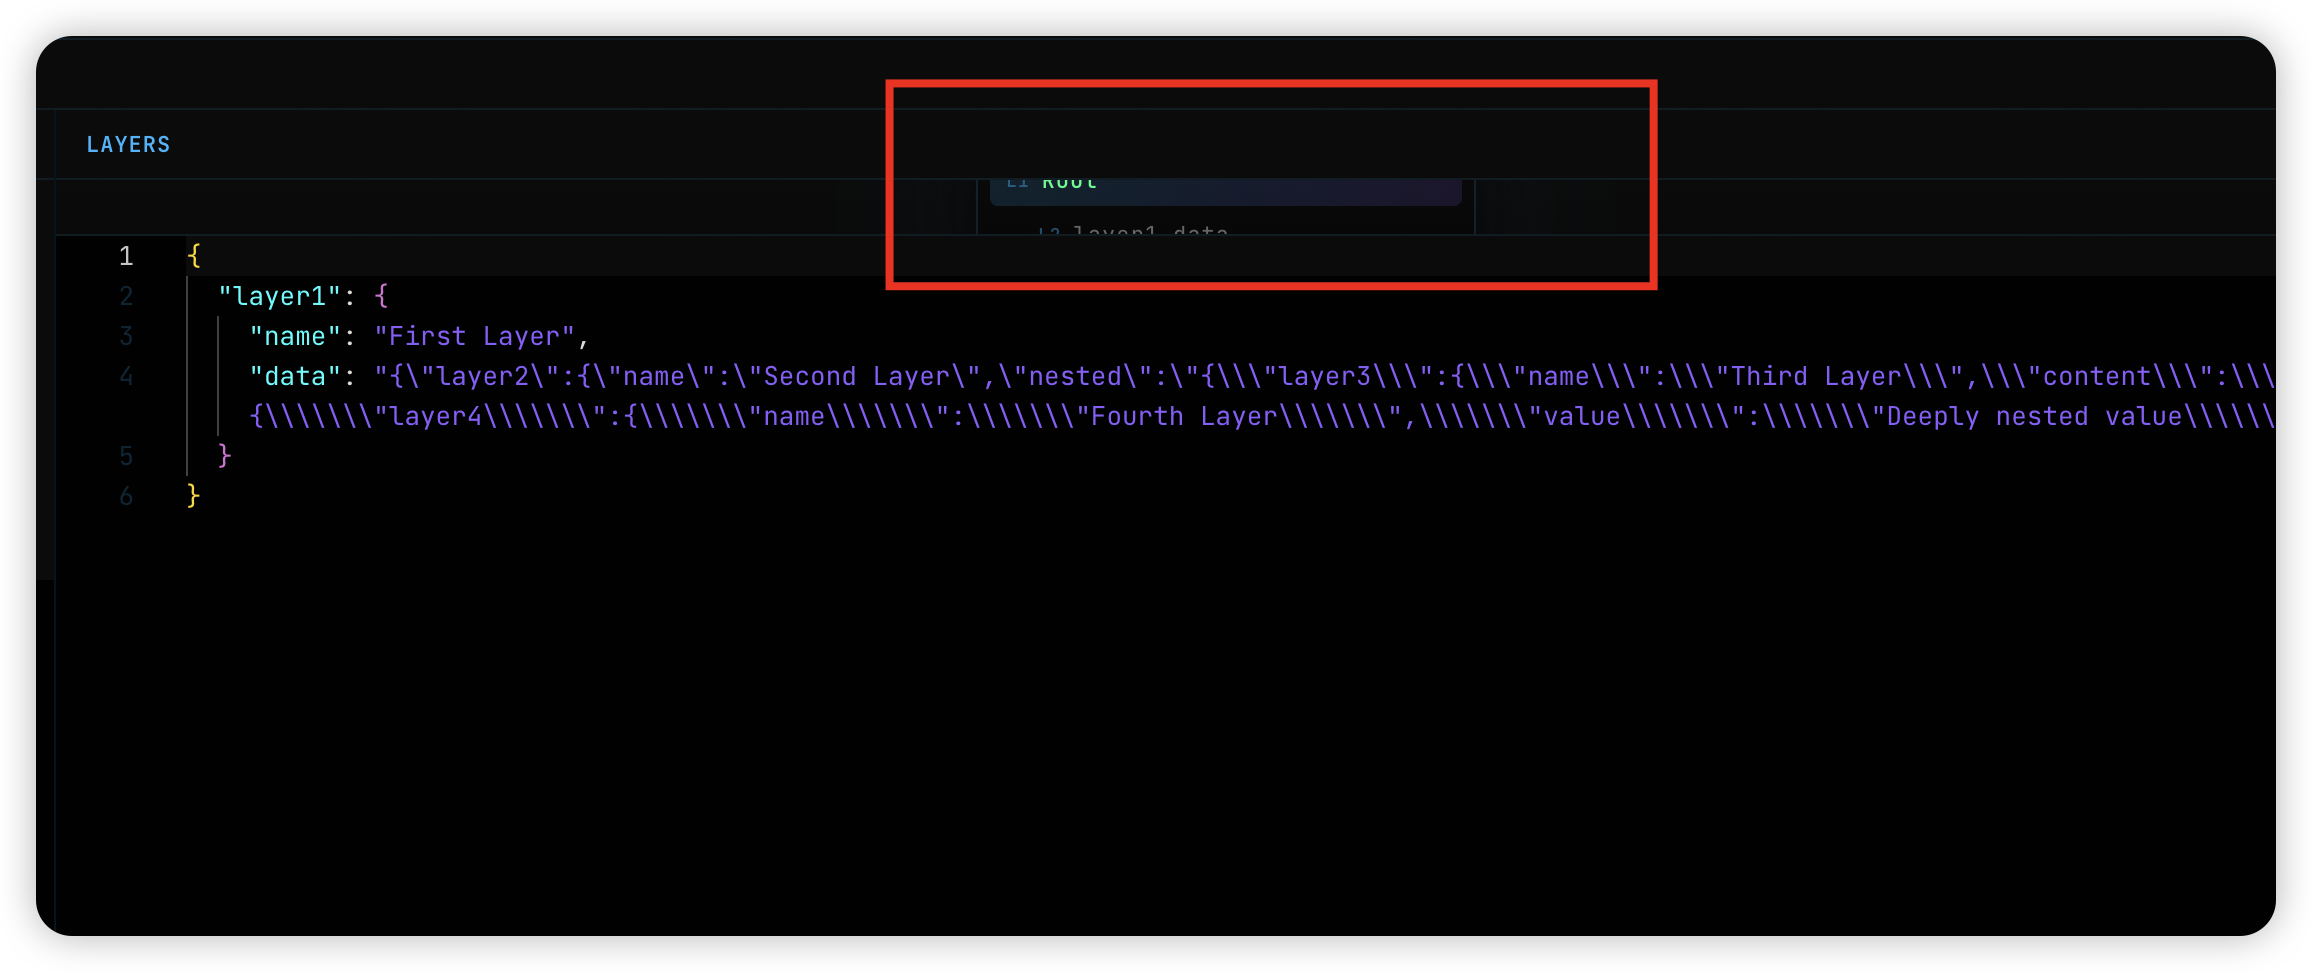 LAYERS
L1 Root
L2 layer1.data
1 {
2 "layer1": {
3 "name": "First Layer",
4 "data": "{\"layer2\":{\"name\":\"Second Layer\",\"nested\":\"{\\\"layer3\\\":{\\\"name\\\":\\\"Third Layer\\\",\\\"content\\\":\\\
{\\\\\\\"layer4\\\\\\\":{\\\\\\\"name\\\\\\\":\\\\\\\"Fourth Layer\\\\\\\",\\\\\\\"value\\\\\\\":\\\\\\\"Deeply nested value\\\\\\
5 }
6 }